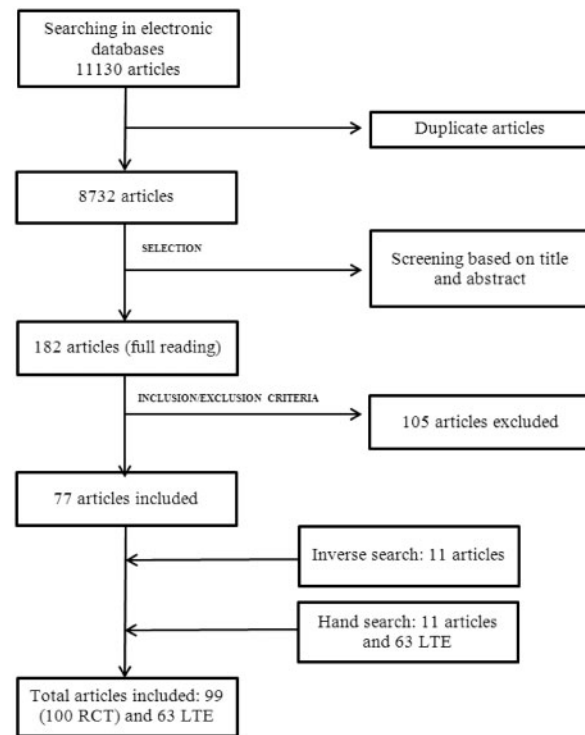 Searching in electronic
databases
11130 articles
Duplicate articles
8732 articles
SELECTION
Screening based on title
and abstract
182 articles (full reading)
INCLUSION/EXCLUSION CRITERIA
105 articles excluded
77 articles included
Inverse search: 11 articles
Hand search: 11 articles
and 63 LTE
Total articles included: 99
(100 RCT) and 63 LTE